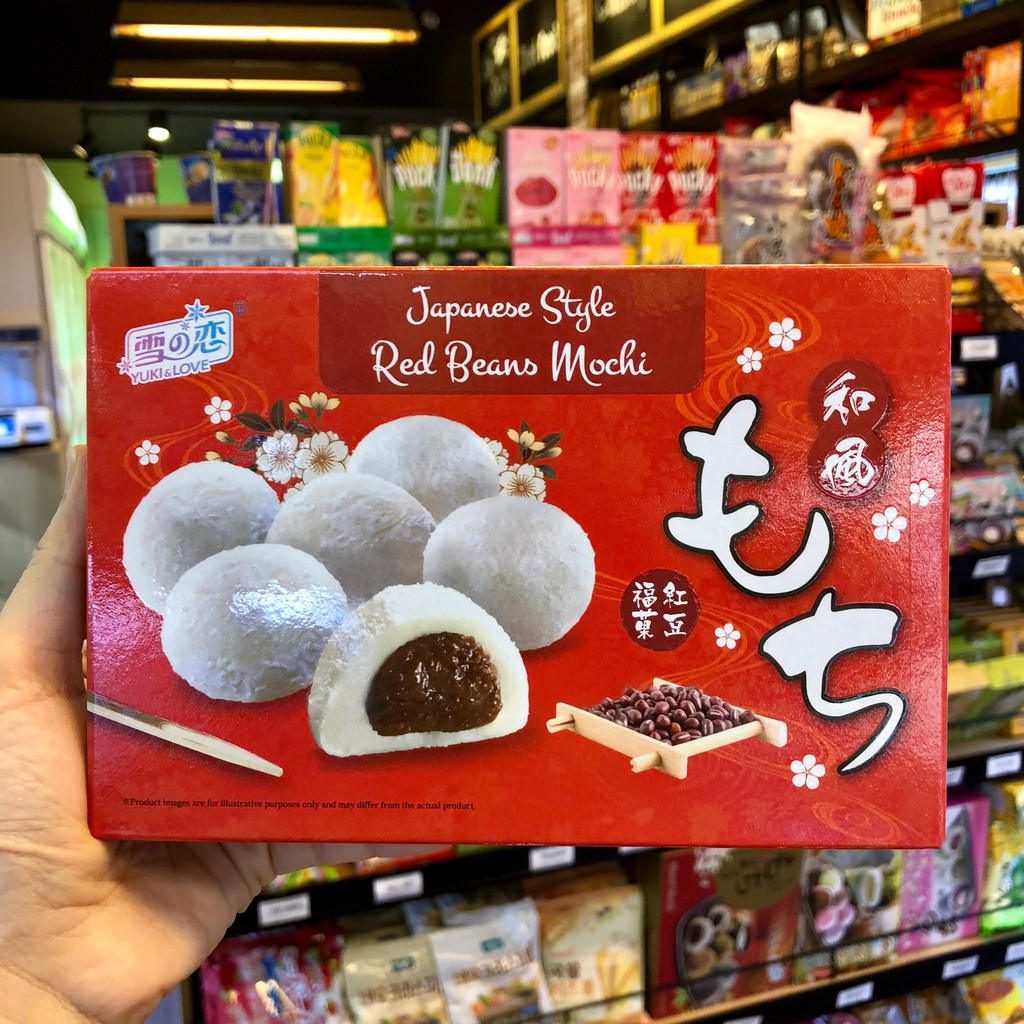 Japanese Style
Red Beans Mochi
雪の恋
®
YUKI&LOVE
和風
もち
紅豆
福菓
※Product images are for illustrative purposes only and may differ from the actual product.